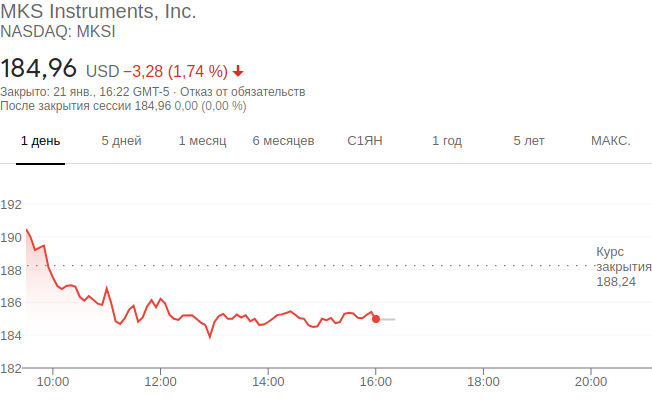 MKS Instruments, Inc.
NASDAQ: MKSI
184,96 USD −3,28 (1,74 %)
Закрыто: 21 янв., 16:22 GMT-5 · Отказ от обязательств
После закрытия сессии 184,96 0,00 (0,00 %)
1 день 5 дней 1 месяц 6 месяцев С1ЯН 1 год 5 лет МАКС.
192
190
Курс
закрытия
188,24
188
186
184
182
10:00 12:00 14:00 16:00 18:00 20:00